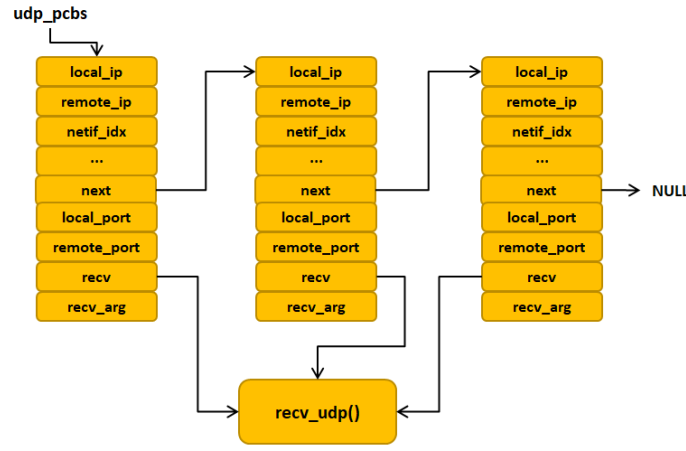 udp_pcbs
local_ip
remote_ip
netif_idx
...
next
local_port
remote_port
recv
recv_arg
local_ip
remote_ip
netif_idx
...
next
local_port
remote_port
recv
recv_arg
local_ip
remote_ip
netif_idx
...
next
local_port
remote_port
recv
recv_arg
NULL
recv_udp()